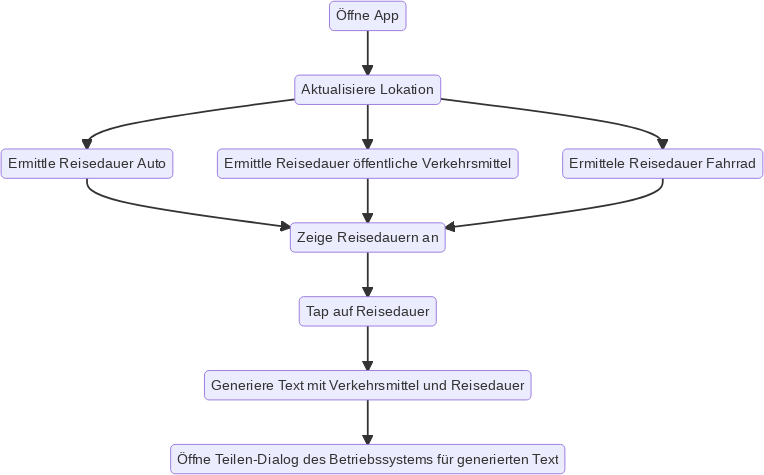 Öffne App
Aktualisiere Lokation
Ermittle Reisedauer Auto
Ermittle Reisedauer öffentliche Verkehrsmittel
Ermittele Reisedauer Fahrrad
Zeige Reisedauern an
Tap auf Reisedauer
Generiere Text mit Verkehrsmittel und Reisedauer
Öffne Teilen-Dialog des Betriebssystems für generierten Text